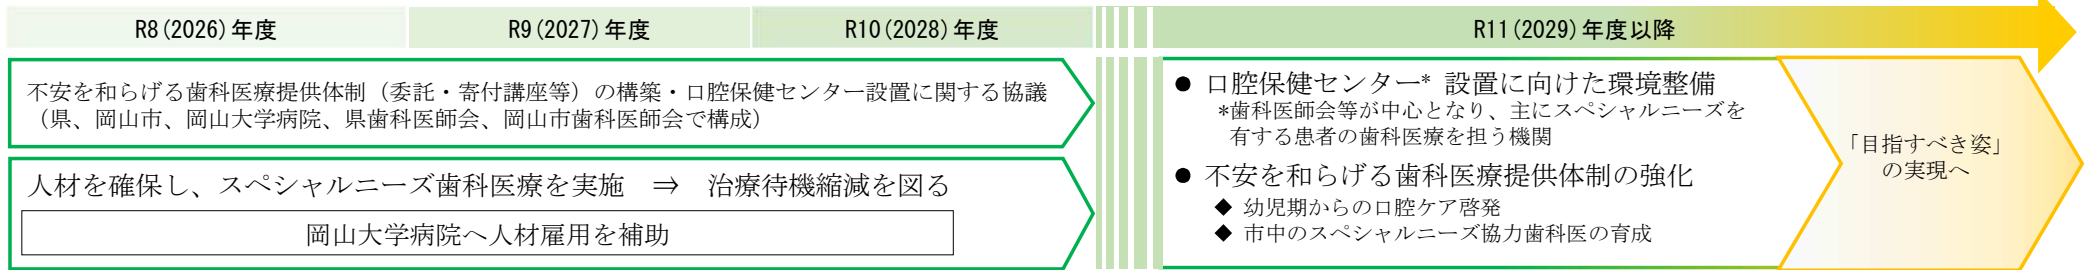 R8(2026)年度
R9(2027)年度
R10(2028)年度
R11(2029)年度以降
不安を和らげる歯科医療提供体制（委託・寄付講座等）の構築・口腔保健センター設置に関する協議
（県、岡山市、岡山大学病院、県歯科医師会、岡山市歯科医師会で構成）
人材を確保し、スペシャルニーズ歯科医療を実施　⇒　治療待機縮減を図る
岡山大学病院へ人材雇用を補助
● 口腔保健センター* 設置に向けた環境整備
*歯科医師会等が中心となり、主にスペシャルニーズを
有する患者の歯科医療を担う機関
● 不安を和らげる歯科医療提供体制の強化
◆ 幼児期からの口腔ケア啓発
◆ 市中のスペシャルニーズ協力歯科医の育成
「目指すべき姿」
の実現へ